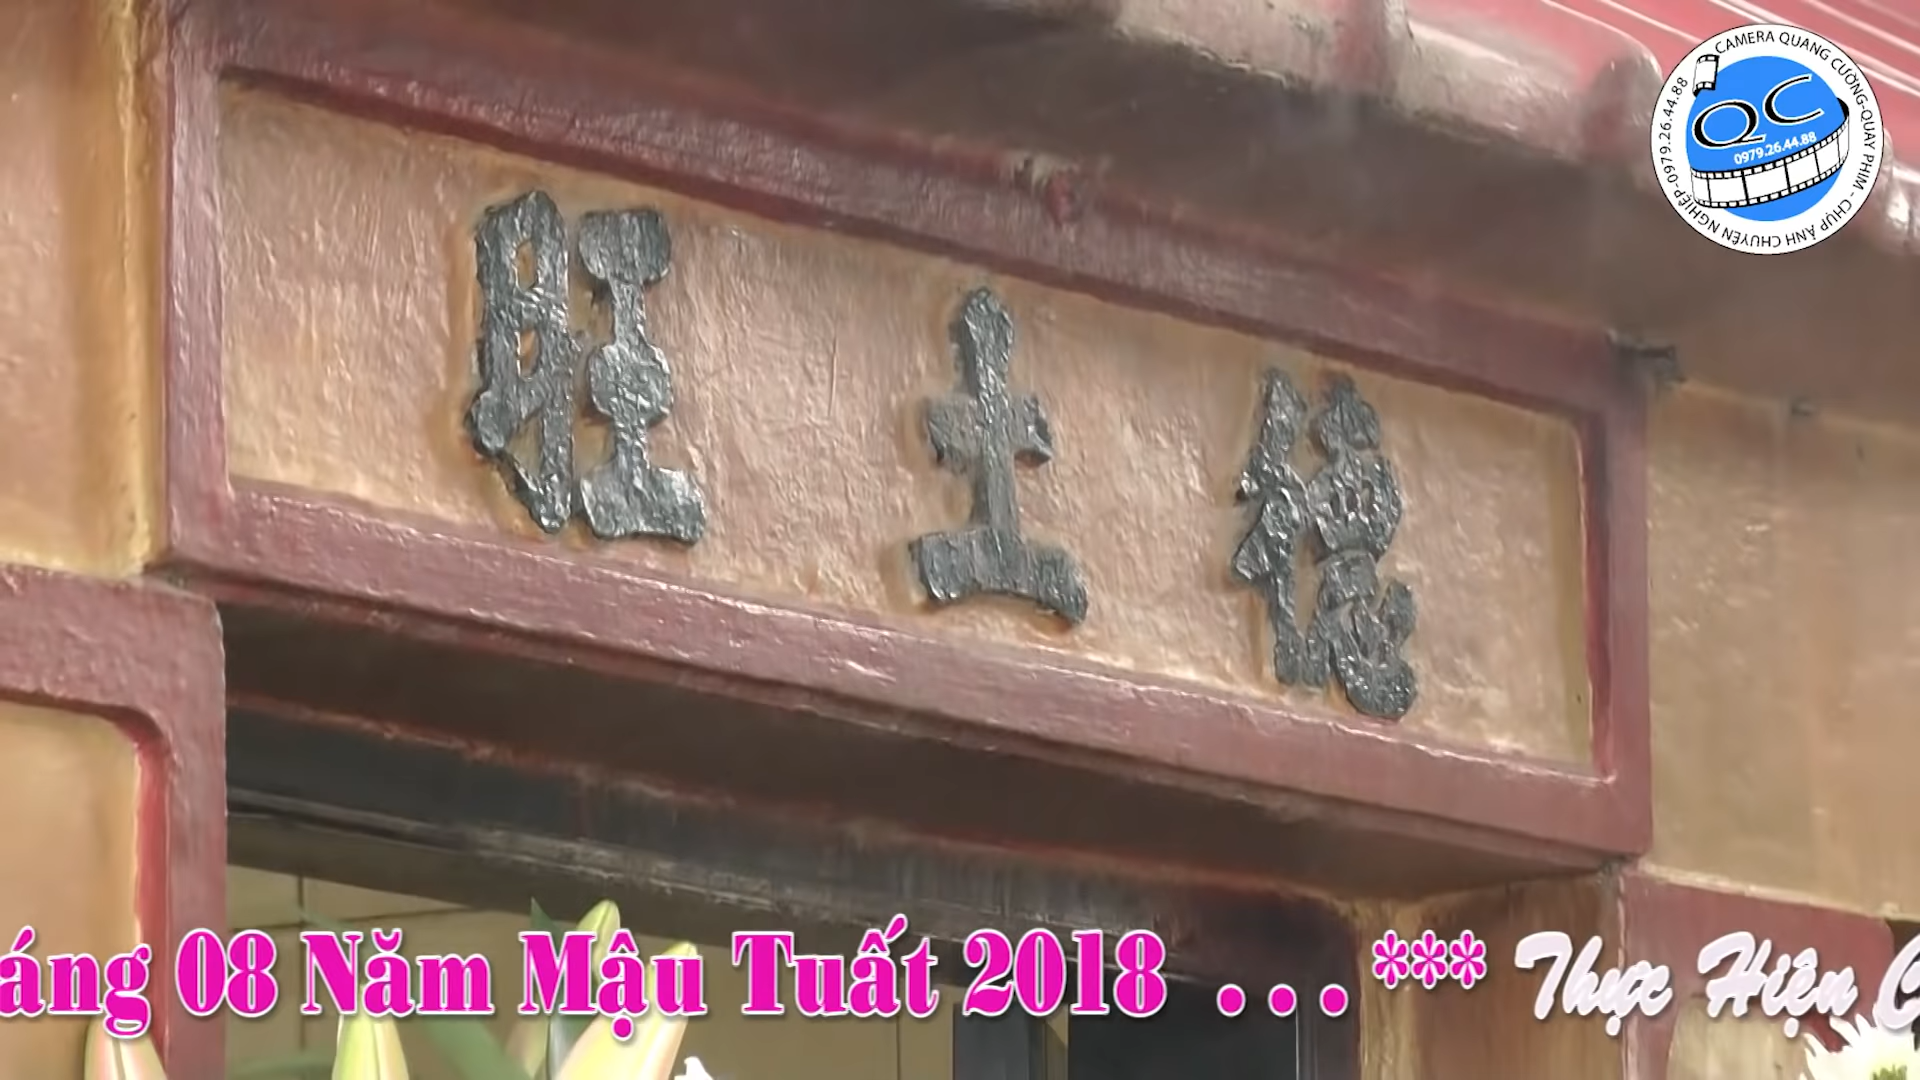 旺土德
áng 08 Năm Mậu Tuất 2018 ...*** Thực Hiện C
CAMERA QUANG CƯỜNG-QUAY PHIM - CHỤP ẢNH CHUYÊN NGHIỆP-0979.26.44.88
QC
0979.26.44.88